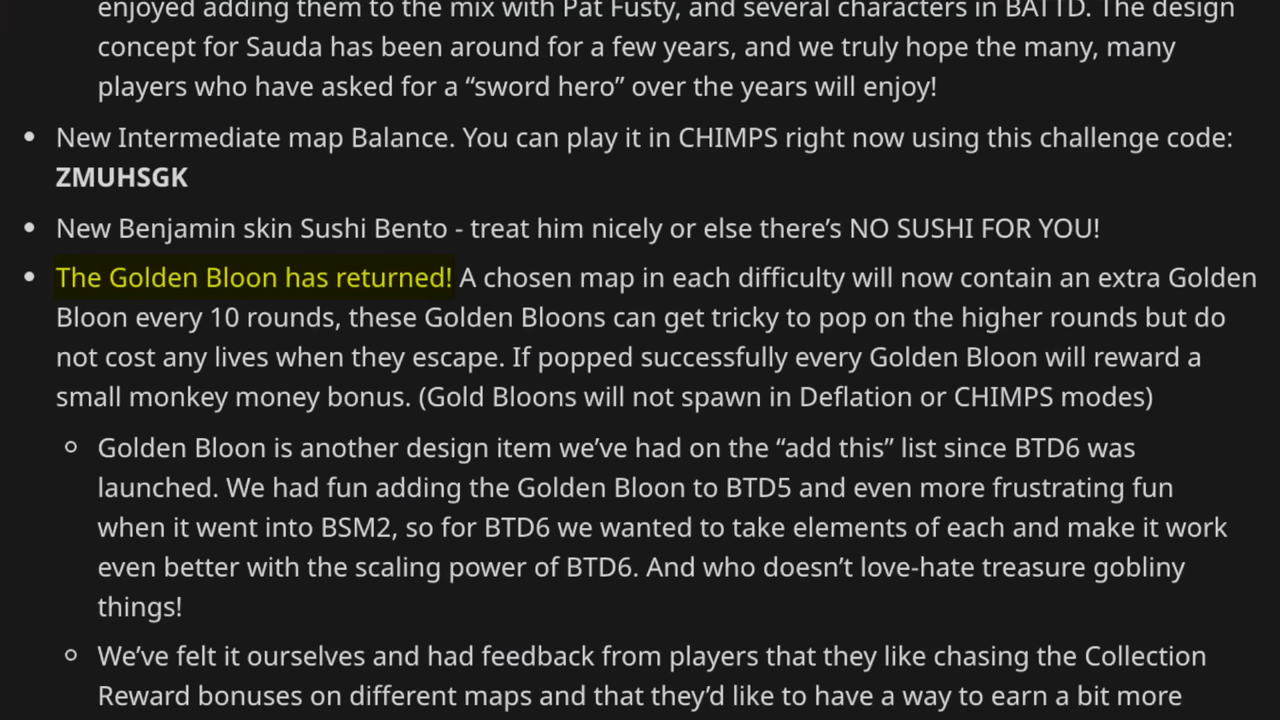 enjoyed adding them to the mix with Pat Fusty, and several characters in BATTD. The design
concept for Sauda has been around for a few years, and we truly hope the many, many
players who have asked for a “sword hero” over the years will enjoy!
New Intermediate map Balance. You can play it in CHIMPS right now using this challenge code:
ZMUHSGK
New Benjamin skin Sushi Bento - treat him nicely or else there’s NO SUSHI FOR YOU!
The Golden Bloon has returned! A chosen map in each difficulty will now contain an extra Golden
Bloon every 10 rounds, these Golden Bloons can get tricky to pop on the higher rounds but do
not cost any lives when they escape. If popped successfully every Golden Bloon will reward a
small monkey money bonus. (Gold Bloons will not spawn in Deflation or CHIMPS modes)
Golden Bloon is another design item we’ve had on the “add this” list since BTD6 was
launched. We had fun adding the Golden Bloon to BTD5 and even more frustrating fun
when it went into BSM2, so for BTD6 we wanted to take elements of each and make it work
even better with the scaling power of BTD6. And who doesn’t love-hate treasure gobliny
things!
We’ve felt it ourselves and had feedback from players that they like chasing the Collection
Reward bonuses on different maps and that they’d like to have a way to earn a bit more